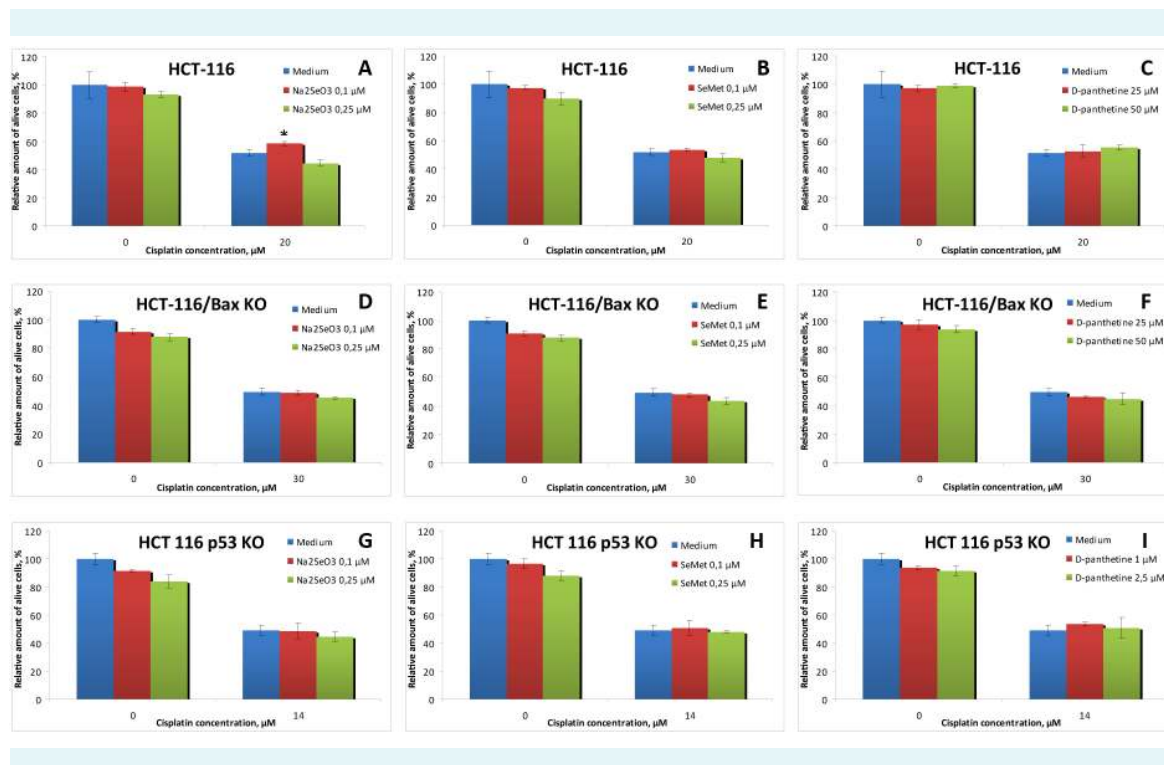 HCT-116
A
Medium
Na2SeO3 0,1 µM
Na2SeO3 0,25 µM
*
Relative amount of alive cells, %
120
100
80
60
40
20
0
0
20
Cisplatin concentration, µM
HCT-116
B
Medium
SeMet 0,1 µM
SeMet 0,25 µM
Relative amount of alive cells, %
120
100
80
60
40
20
0
0
20
Cisplatin concentration, µM
HCT-116
C
Medium
D-panthetine 25 µM
D-panthetine 50 µM
Relative amount of alive cells, %
120
100
80
60
40
20
0
0
20
Cisplatin concentration, µM
HCT-116/Bax KO
D
Medium
Na2SeO3 0,1 µM
Na2SeO3 0,25 µM
Relative amount of alive cells, %
120
100
80
60
40
20
0
0
30
Cisplatin concentration, µM
HCT-116/Bax KO
E
Medium
SeMet 0,1 µM
SeMet 0,25 µM
Relative amount of alive cells, %
120
100
80
60
40
20
0
0
30
Cisplatin concentration, µM
HCT-116/Bax KO
F
Medium
D-panthetine 25 µM
D-panthetine 50 µM
Relative amount of alive cells, %
120
100
80
60
40
20
0
0
30
Cisplatin concentration, µM
HCT 116 p53 KO
G
Medium
Na2SeO3 0,1 µM
Na2SeO3 0,25 µM
Relative amount of alive cells, %
120
100
80
60
40
20
0
0
14
Cisplatin concentration, µM
HCT 116 p53 KO
H
Medium
SeMet 0,1 µM
SeMet 0,25 µM
Relative amount of alive cells, %
120
100
80
60
40
20
0
0
14
Cisplatin concentration, µM
HCT 116 p53 KO
I
Medium
D-panthetine 1 µM
D-panthetine 2,5 µM
Relative amount of alive cells, %
120
100
80
60
40
20
0
0
14
Cisplatin concentration, µM